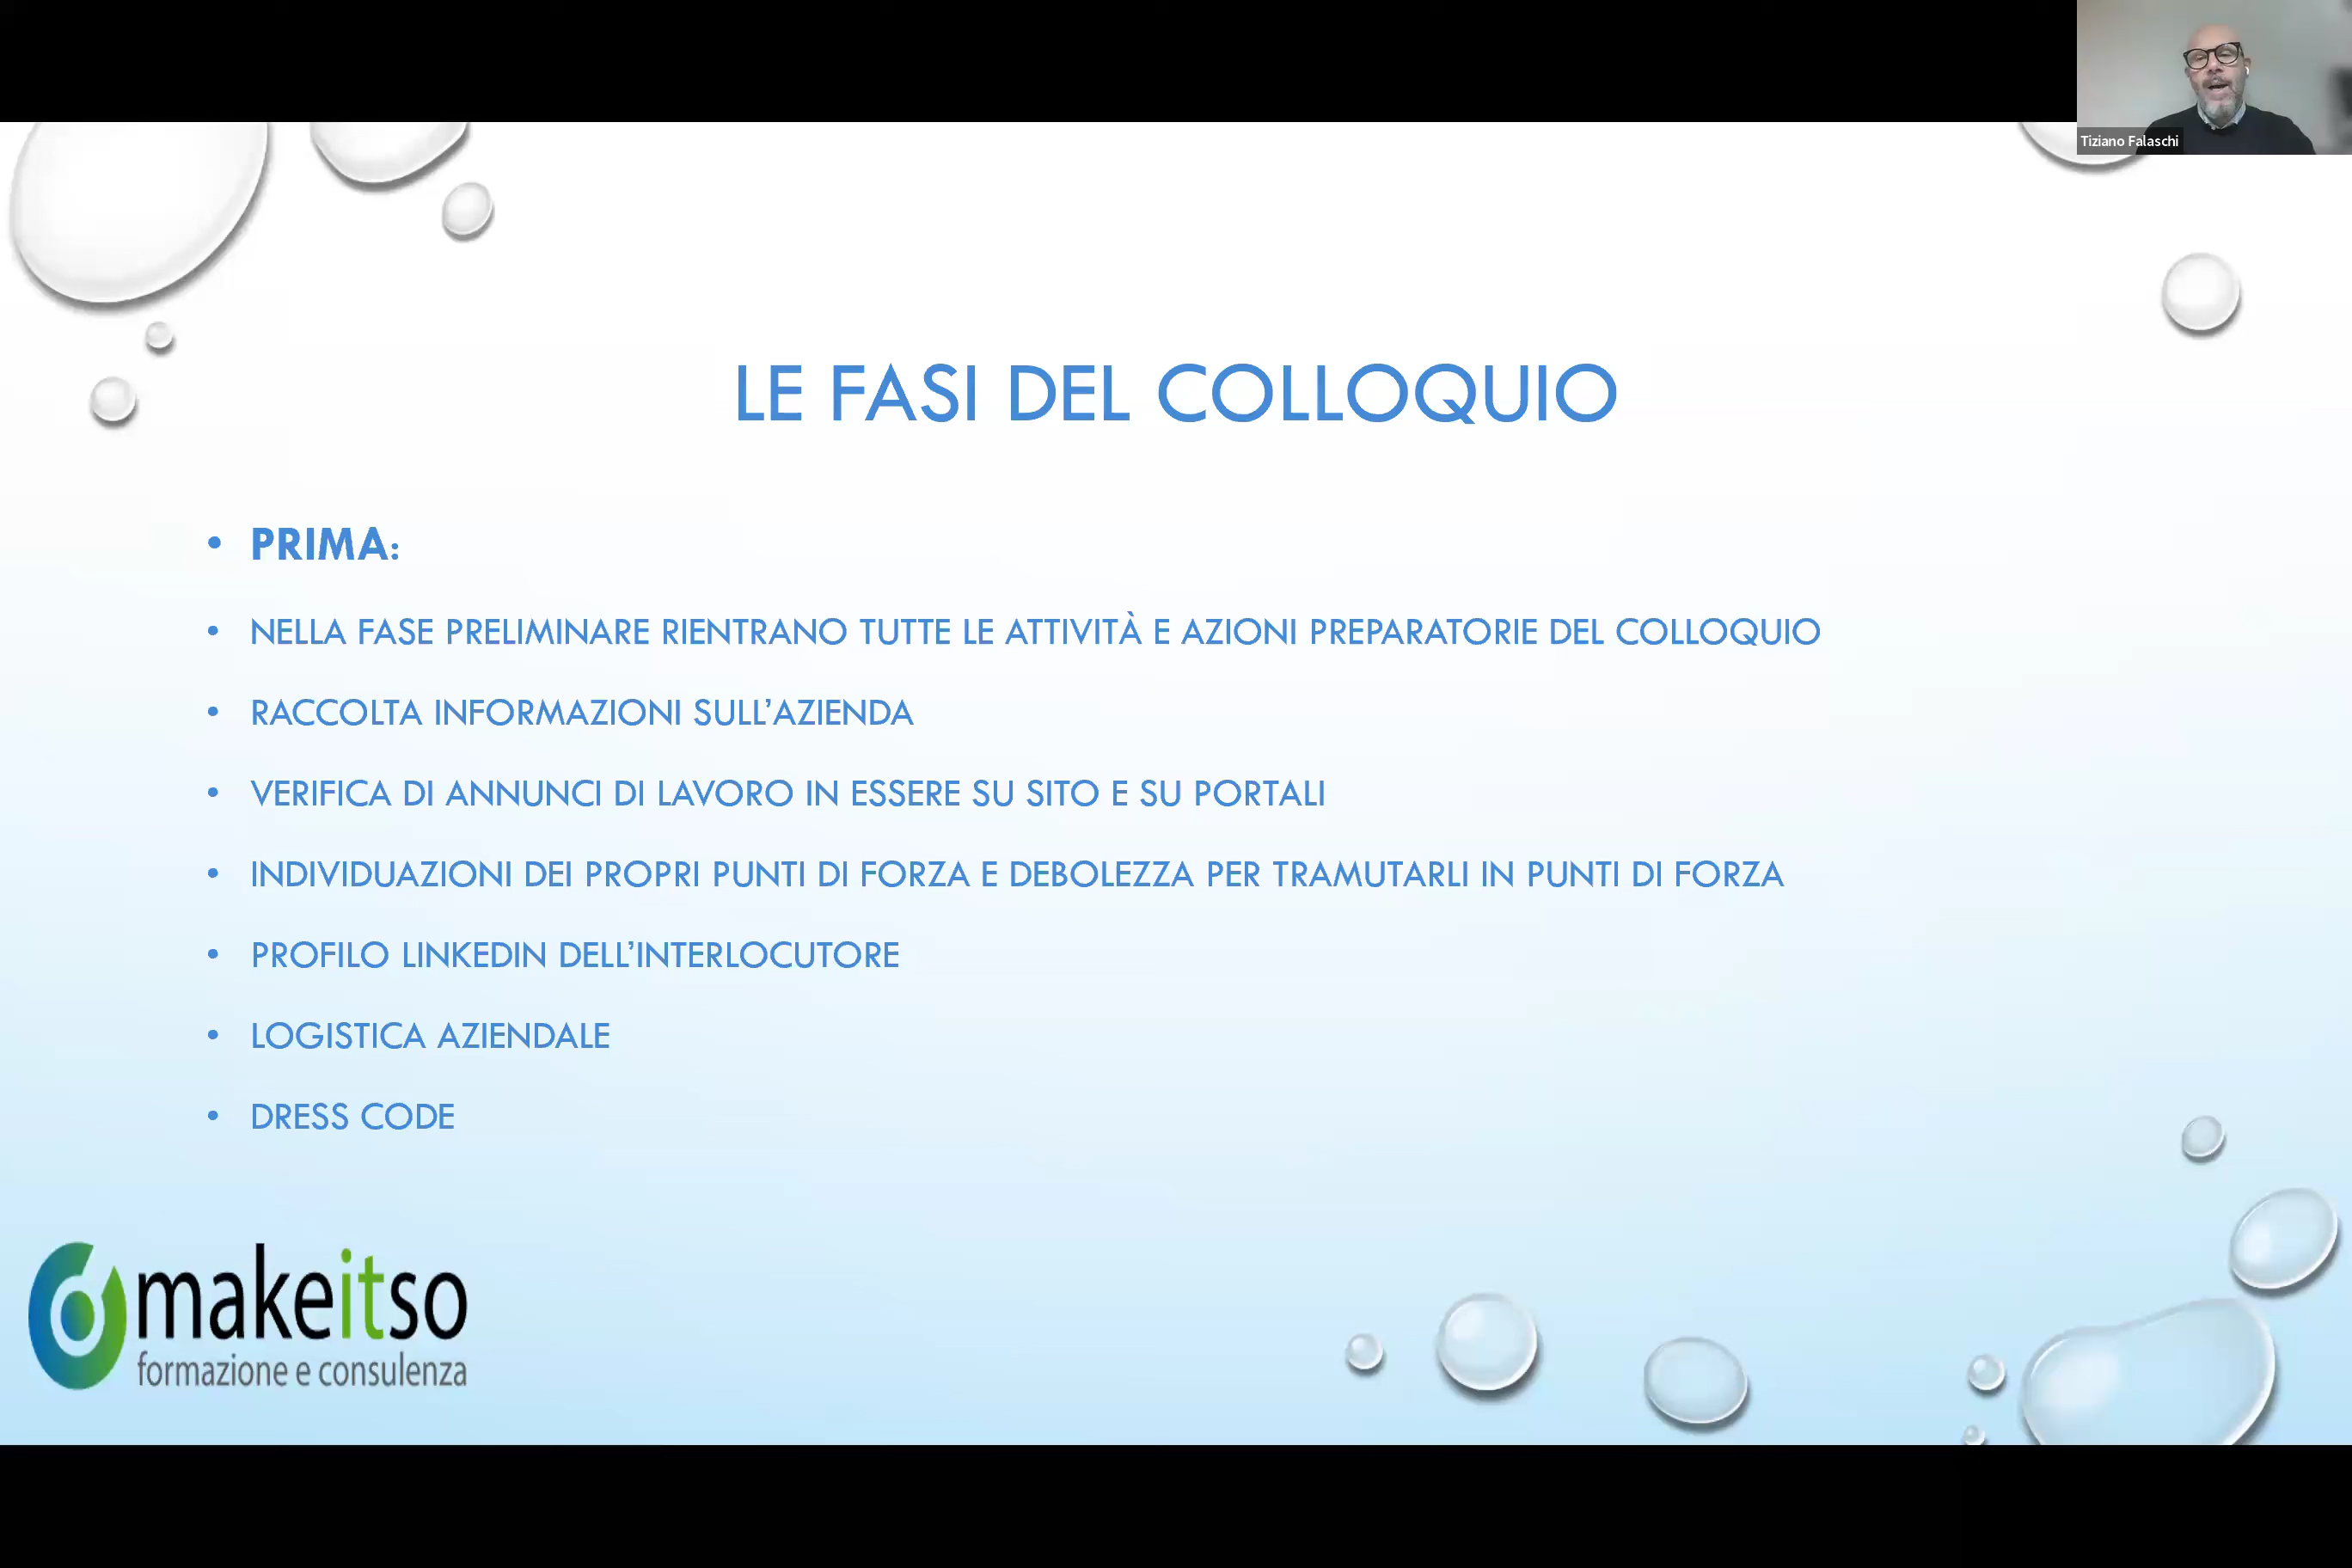 Tiziano Falaschi
LE FASI DEL COLLOQUIO
• PRIMA:
• NELLA FASE PRELIMINARE RIENTRANO TUTTE LE ATTIVITÀ E AZIONI PREPARATORIE DEL COLLOQUIO
• RACCOLTA INFORMAZIONI SULL’AZIENDA
• VERIFICA DI ANNUNCI DI LAVORO IN ESSERE SU SITO E SU PORTALI
• INDIVIDUAZIONI DEI PROPRI PUNTI DI FORZA E DEBOLEZZA PER TRAMUTARLI IN PUNTI DI FORZA
• PROFILO LINKEDIN DELL’INTERLOCUTORE
• LOGISTICA AZIENDALE
• DRESS CODE
makeitso
formazione e consulenza